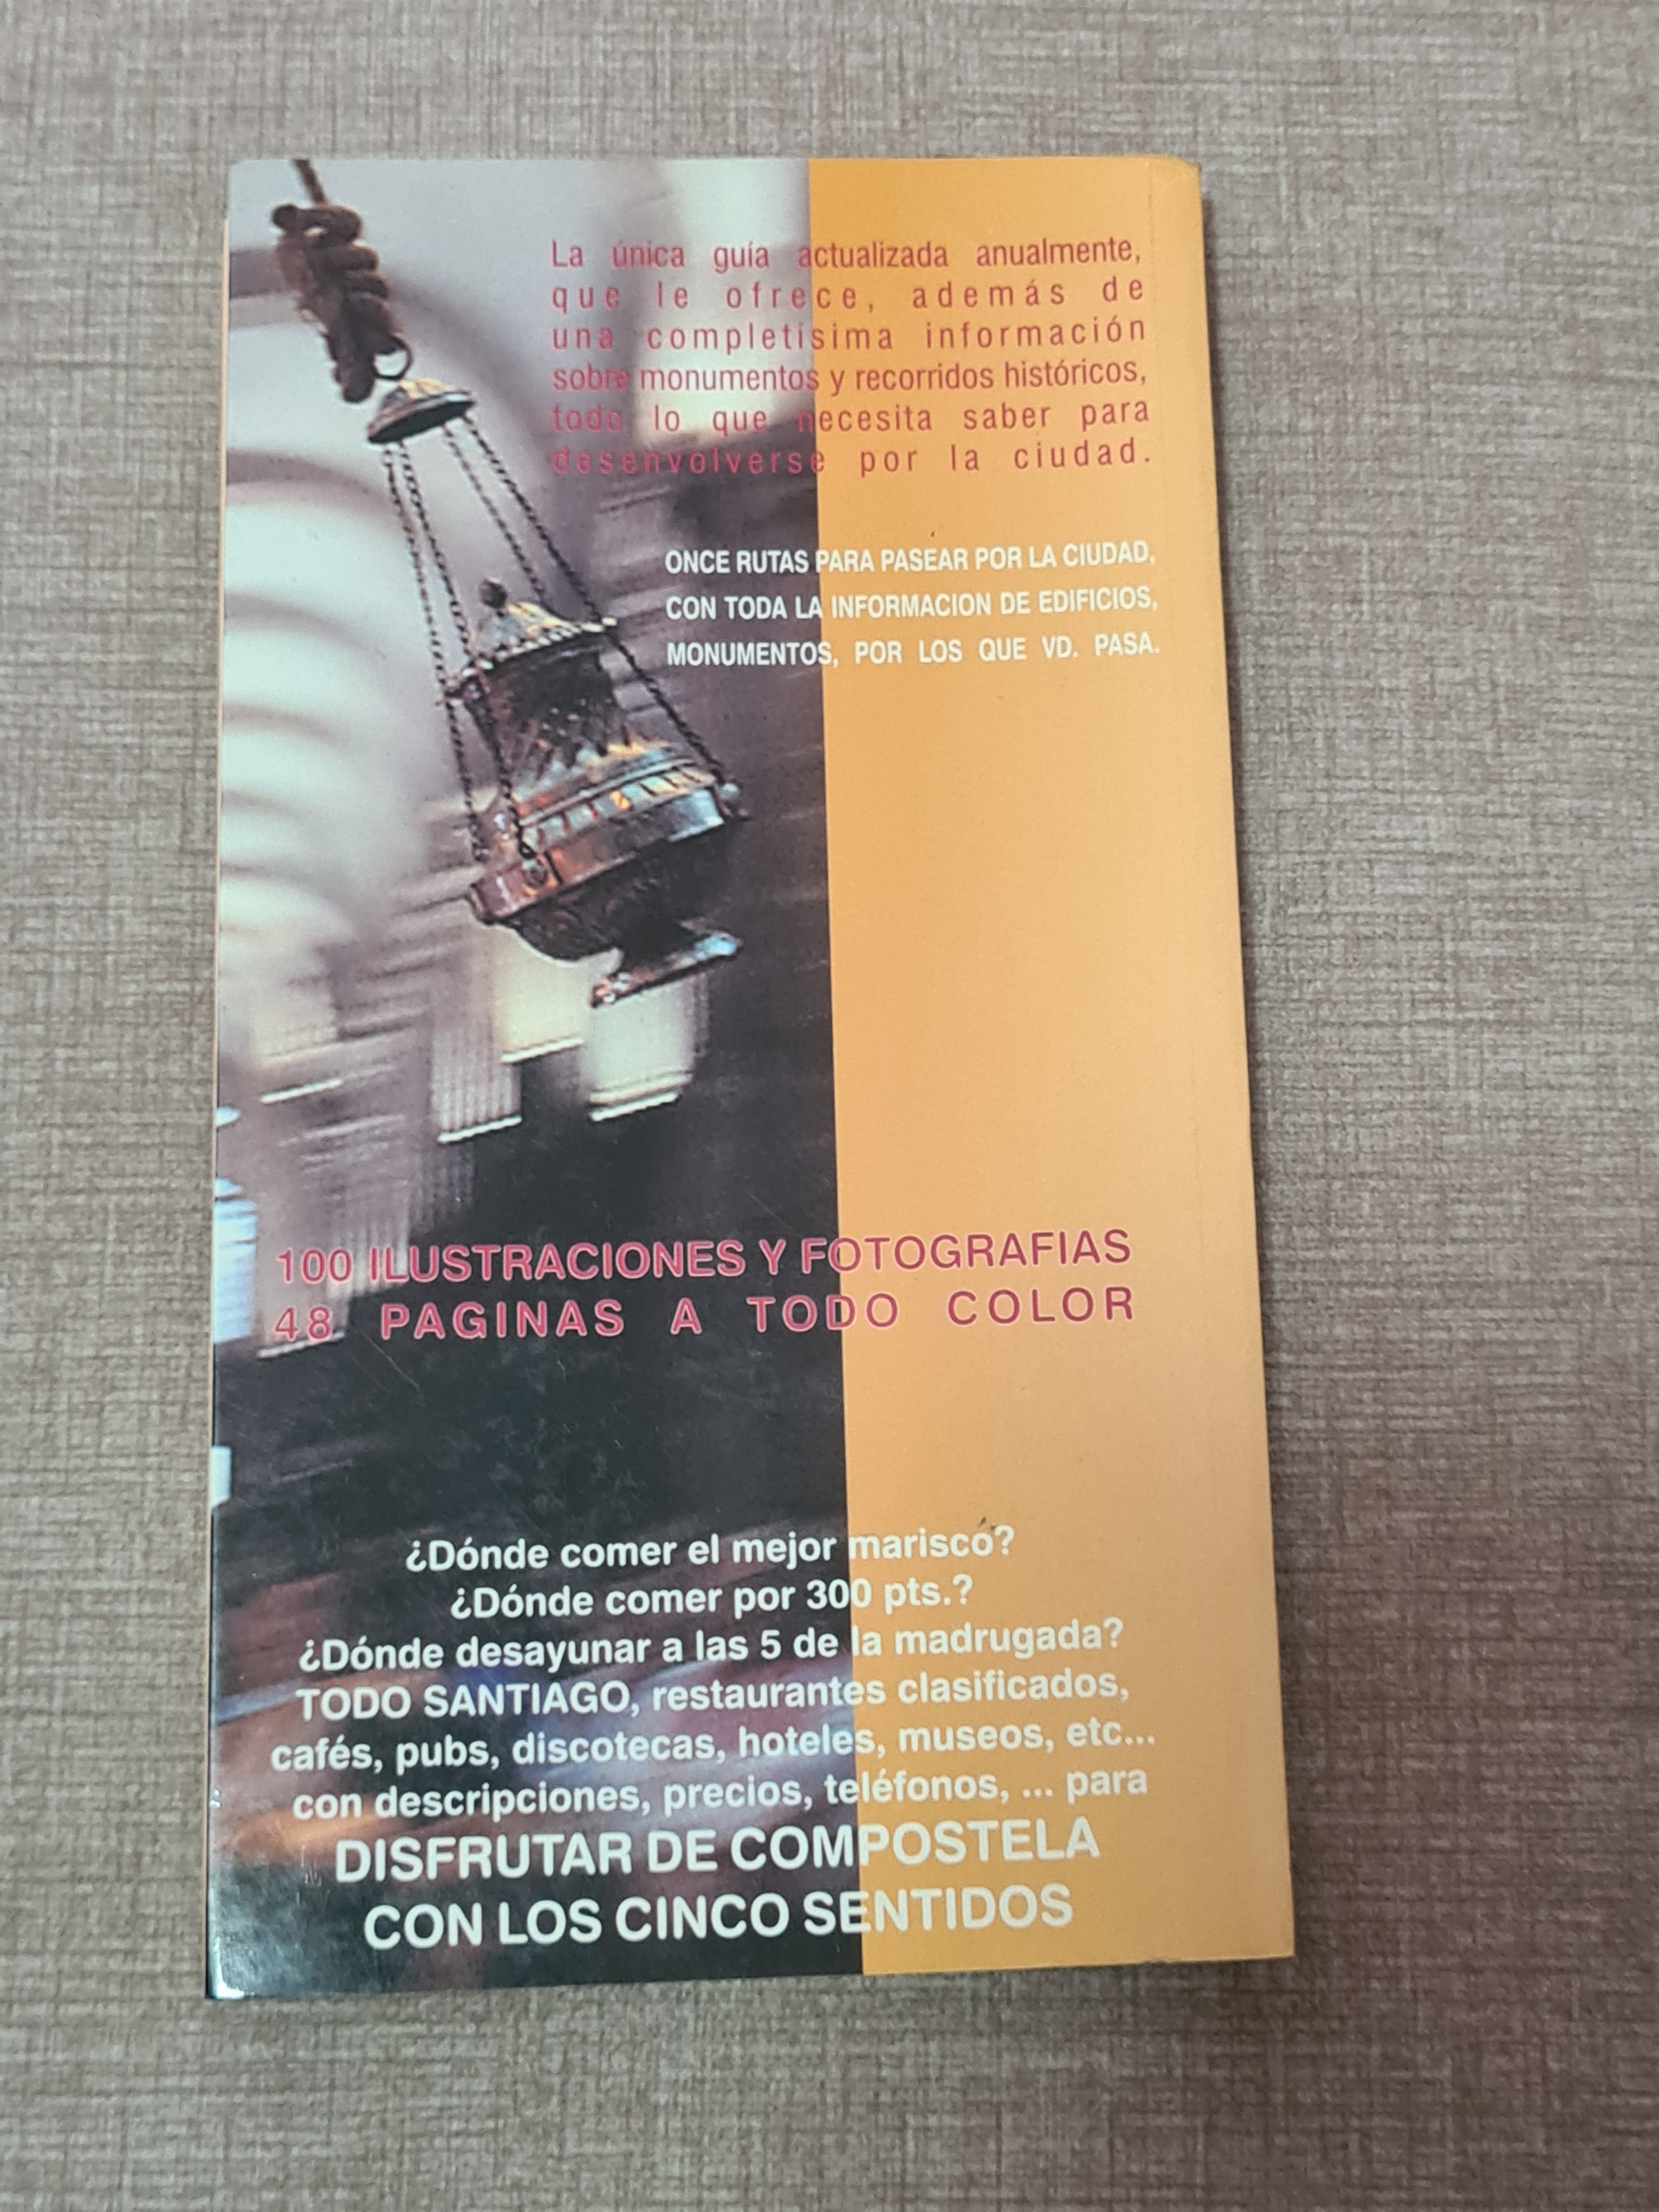 La única guía actualizada anualmente,
que le ofrece, además de
una completísima información
sobre monumentos y recorridos históricos,
todo lo que necesita saber para
desenvolverse por la ciudad.
ONCE RUTAS PARA PASEAR POR LA CIUDAD,
CON TODA LA INFORMACION DE EDIFICIOS,
MONUMENTOS, POR LOS QUE VD. PASA.
100 ILUSTRACIONES Y FOTOGRAFIAS
48 PAGINAS A TODO COLOR
¿Dónde comer el mejor marisco?
¿Dónde comer por 300 pts.?
¿Dónde desayunar a las 5 de la madrugada?
TODO SANTIAGO, restaurantes clasificados,
cafés, pubs, discotecas, hoteles, museos, etc...
con descripciones, precios, teléfonos, ... para
DISFRUTAR DE COMPOSTELA
CON LOS CINCO SENTIDOS